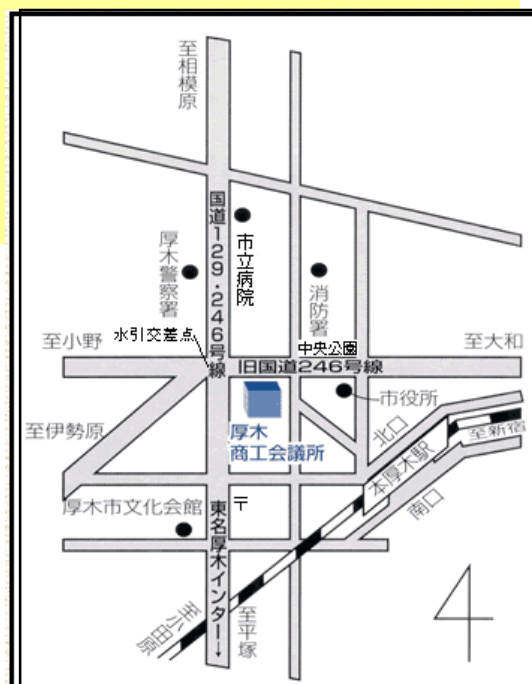 至相模原
国道129・246号線
市立病院
厚木警察署
消防署
水引交差点
中央公園
至小野
至大和
旧国道246号線
市役所
至伊勢原
厚木
商工会議所
北口
本厚木駅
至新宿
南口
厚木市文化会館
〒
東名厚木インター→
至平塚
至小田原